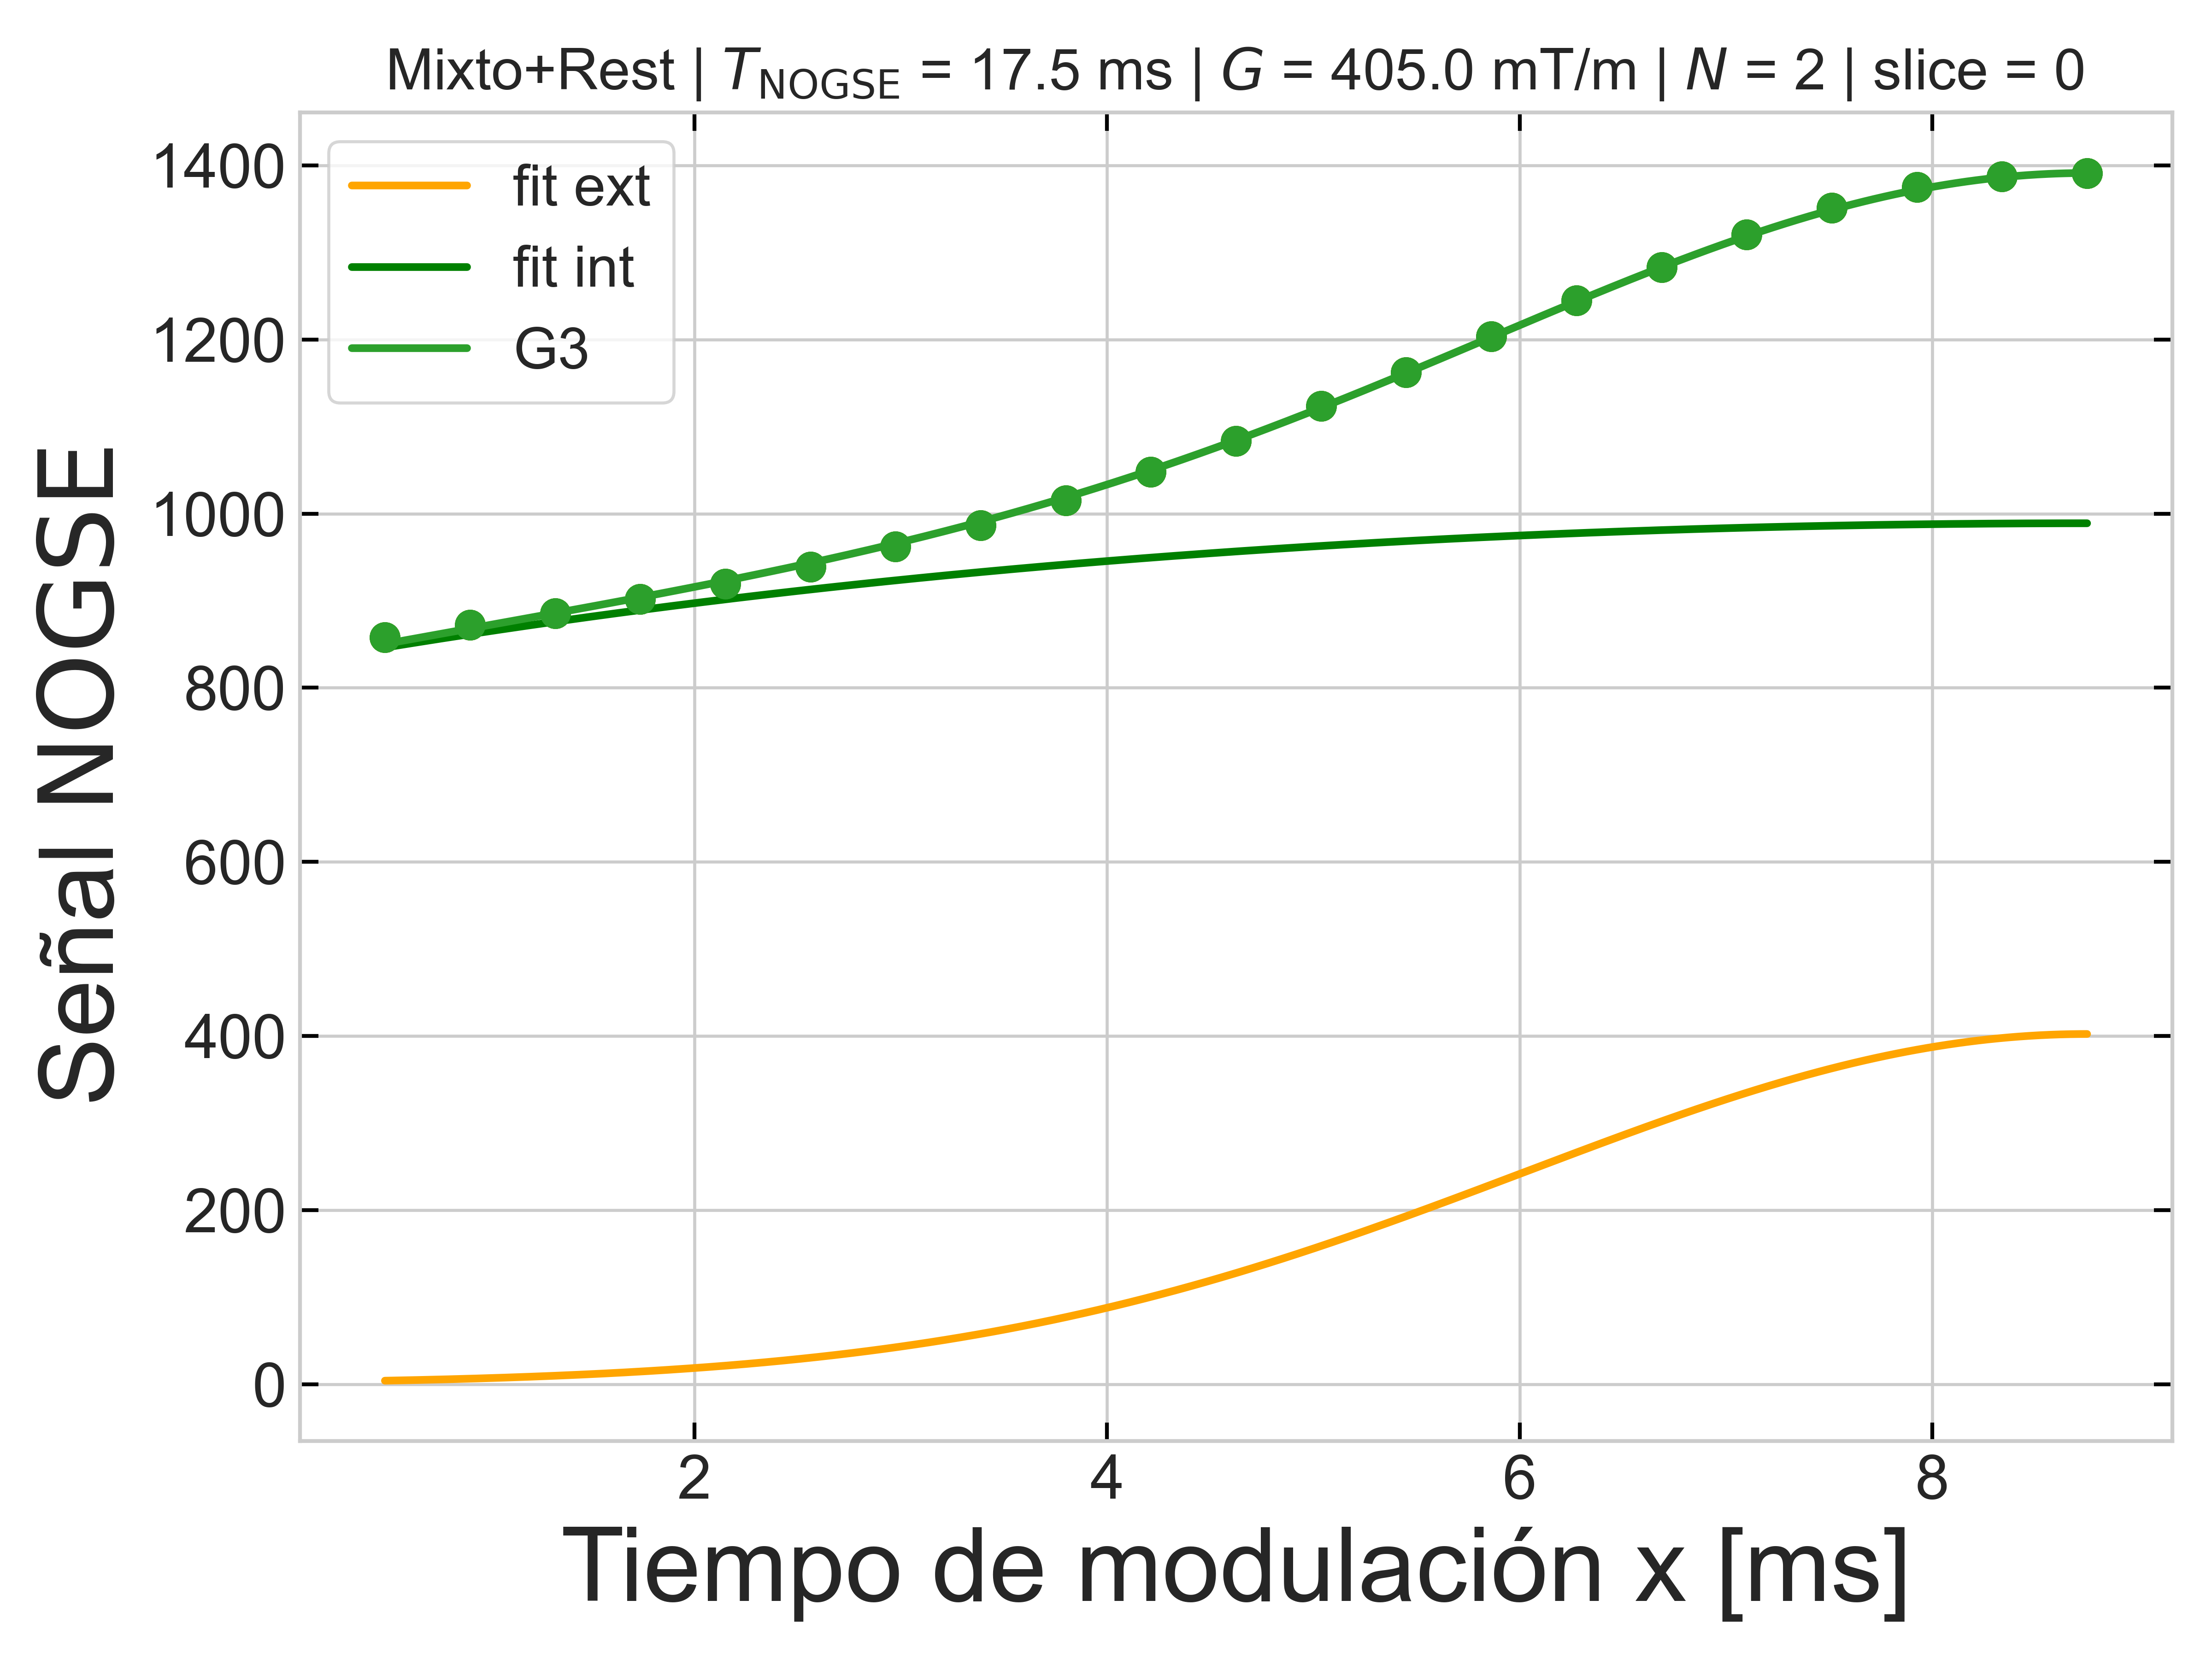 Mixto+Rest | T_NOGSE = 17.5 ms | G = 405.0 mT/m | N = 2 | slice = 0
fit ext
fit int
G3
1400
1200
1000
800
600
400
200
0
Señal NOGSE
2 4 6 8
Tiempo de modulación x [ms]